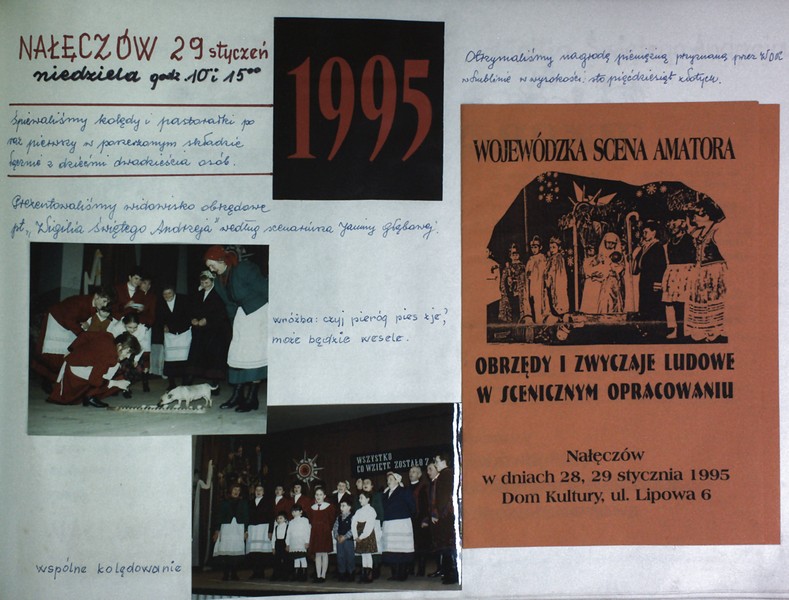 NAŁĘCZÓW 29 styczeń
niedziela godz. 10 i 15⁰⁰
Śpiewaliśmy kolędy i pastorałki po
raz pierwszy w poszerzonym składzie
łącznie z dziećmi dwadzieścia osób.
Prezentowaliśmy widowisko obrzędowe
pt. "Wigilia Świętego Andrzeja" według scenariusza Janiny Głębowej.
wróżba: czyj pieróg pies zje,
może będzie wesele.
wspólne kolędowanie
1995
WSZYSTKO
CO WZIĘTE ZOSTAŁO Z
Otrzymaliśmy nagrodę pieniężną przyznaną przez WDK
w Lublinie w wysokości: sto pięćdziesiąt złotych.
WOJEWÓDZKA SCENA AMATORA
OBRZĘDY I ZWYCZAJE LUDOWE
W SCENICZNYM OPRACOWANIU
Nałęczów
w dniach 28, 29 stycznia 1995
Dom Kultury, ul. Lipowa 6